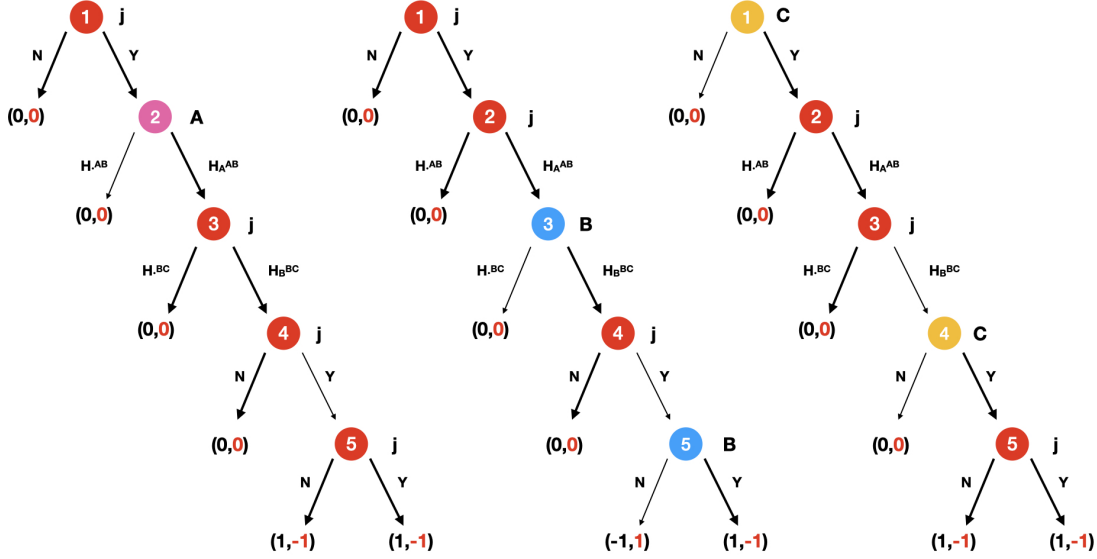 1 j 1 j 1 C
N Y N Y N Y
(0,0) 2 A (0,0) 2 j (0,0) 2 j
H.AB HAAB H.AB HAAB H.AB HAAB
(0,0) 3 j (0,0) 3 B (0,0) 3 j
H.BC HBBC H.BC HBBC H.BC HBBC
(0,0) 4 j (0,0) 4 j (0,0) 4 C
N Y N Y N Y
(0,0) 5 j (0,0) 5 B (0,0) 5 j
N Y N Y N Y
(1,-1) (1,-1) (-1,1) (1,-1) (1,-1) (1,-1)